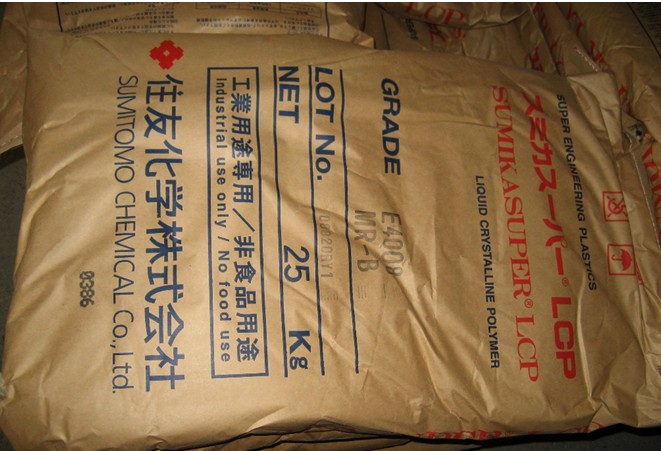 SUPER ENGINEERING PLASTICS
スミカスーパー® LCP
SUMIKASUPER® LCP
LIQUID CRYSTALLINE POLYMER
GRADE E4008
MR-B
LOT No.
NET 25 Kg
工業用途専用／非食品用途
Industrial use only / No food use
住友化学株式会社
SUMITOMO CHEMICAL Co., Ltd.
0386